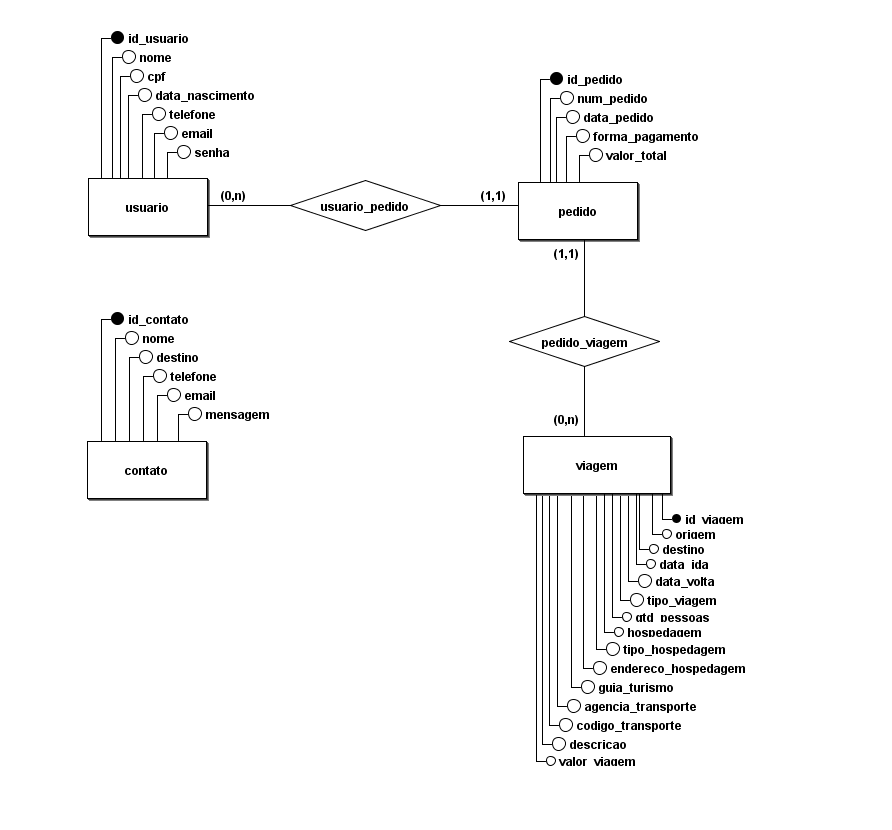 id_usuario
nome
cpf
data_nascimento
telefone
email
senha
usuario
(0,n)
usuario_pedido
(1,1)
id_pedido
num_pedido
data_pedido
forma_pagamento
valor_total
pedido
(1,1)
pedido_viagem
(0,n)
id_contato
nome
destino
telefone
email
mensagem
contato
viagem
id_viagem
origem
destino
data_ida
data_volta
tipo_viagem
qtd_pessoas
hospedagem
tipo_hospedagem
endereco_hospedagem
guia_turismo
agencia_transporte
codigo_transporte
descricao
valor_viagem